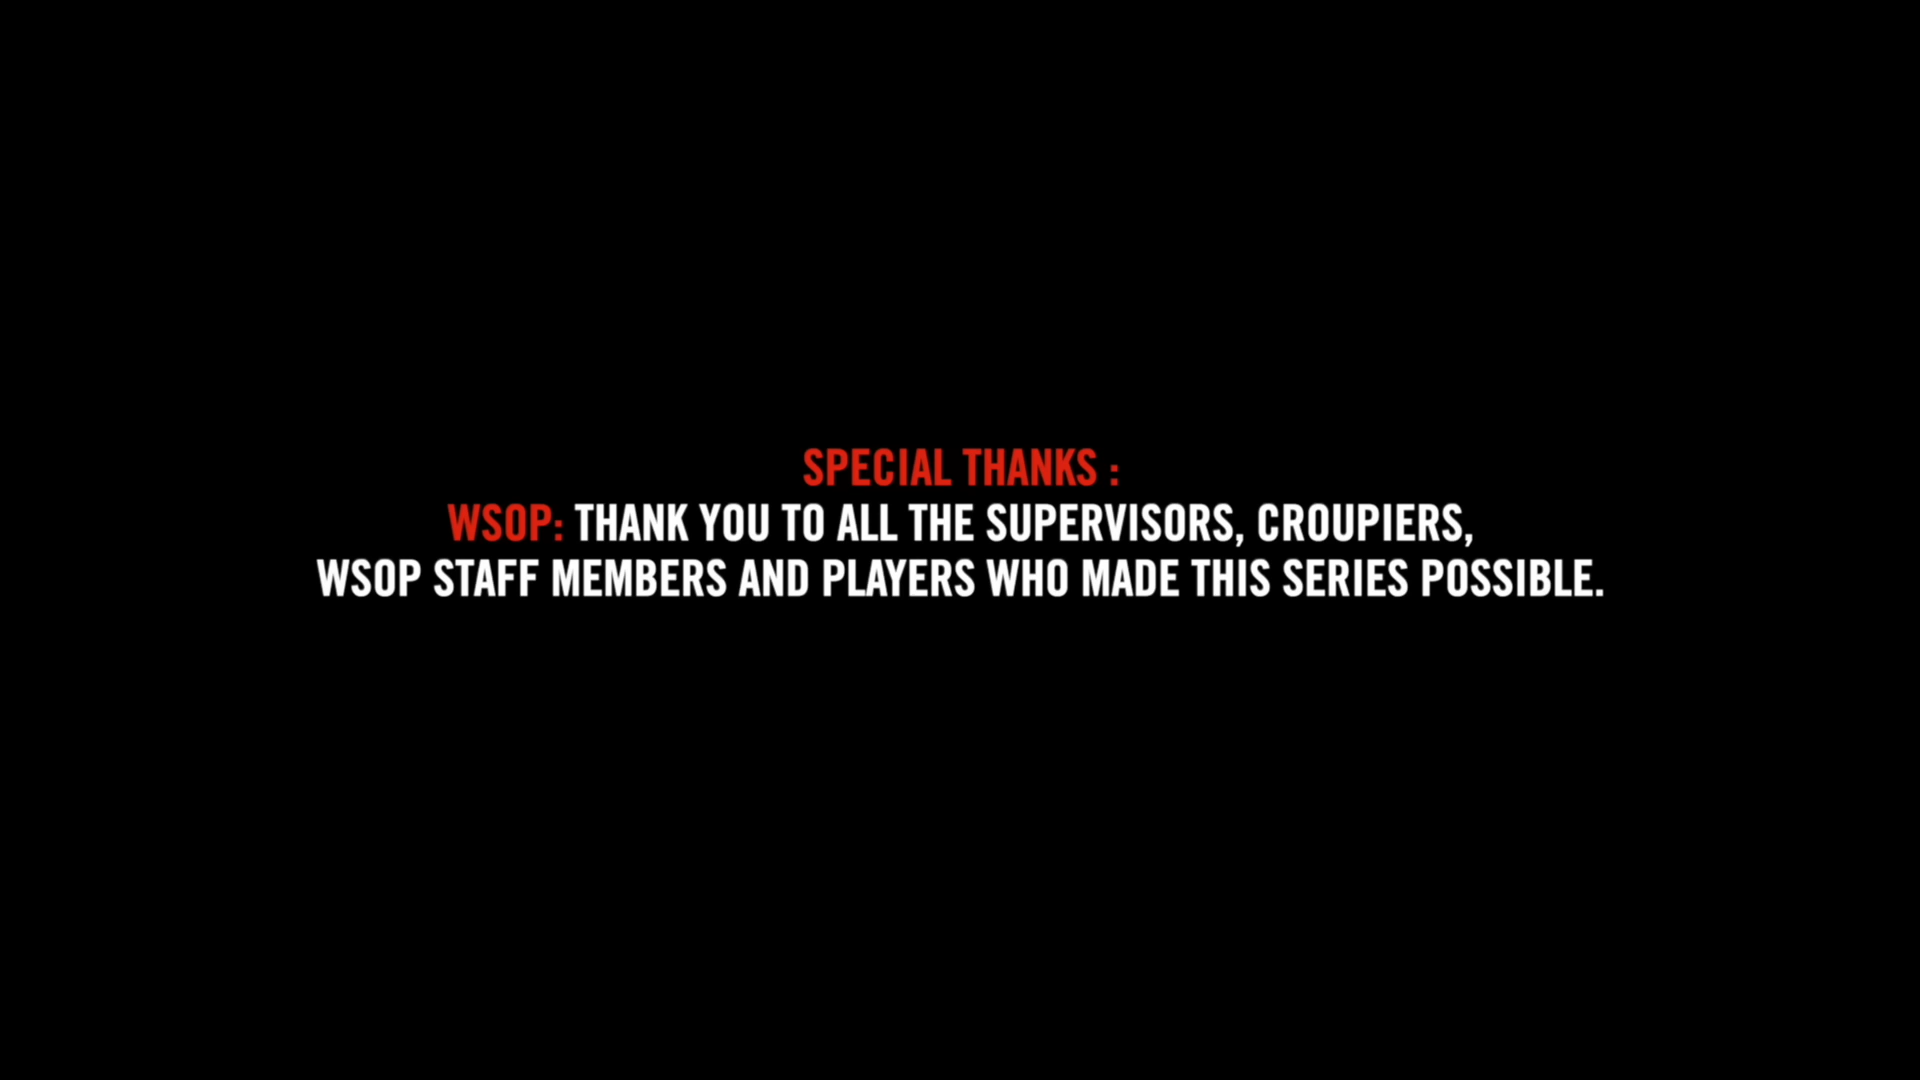 SPECIAL THANKS :
WSOP: THANK YOU TO ALL THE SUPERVISORS, CROUPIERS,
WSOP STAFF MEMBERS AND PLAYERS WHO MADE THIS SERIES POSSIBLE.